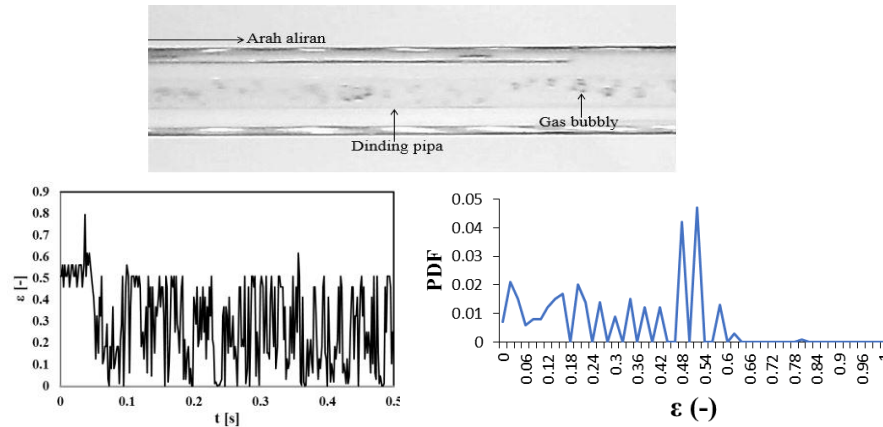 Arah aliran
Gas bubbly
Dinding pipa
0.9
0.8
0.7
0.6
0.5
0.4
0.3
0.2
0.1
0
ε [-]
0 0.1 0.2 0.3 0.4 0.5
t [s]
0.05
0.04
0.03
0.02
0.01
0
PDF
0 0.06 0.12 0.18 0.24 0.3 0.36 0.42 0.48 0.54 0.6 0.66 0.72 0.78 0.84 0.9 0.96 1
ε (-)